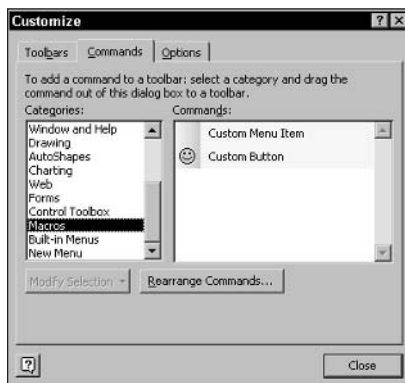 Customize
Toolbars Commands Options
To add a command to a toolbar: select a category and drag the
command out of this dialog box to a toolbar.
Categories: Commands:
Window and Help
Drawing
AutoShapes
Charting
Web
Forms
Control Toolbox
Macros
Built-in Menus
New Menu
Custom Menu Item
Custom Button
Modify Selection
Rearrange Commands...
Close